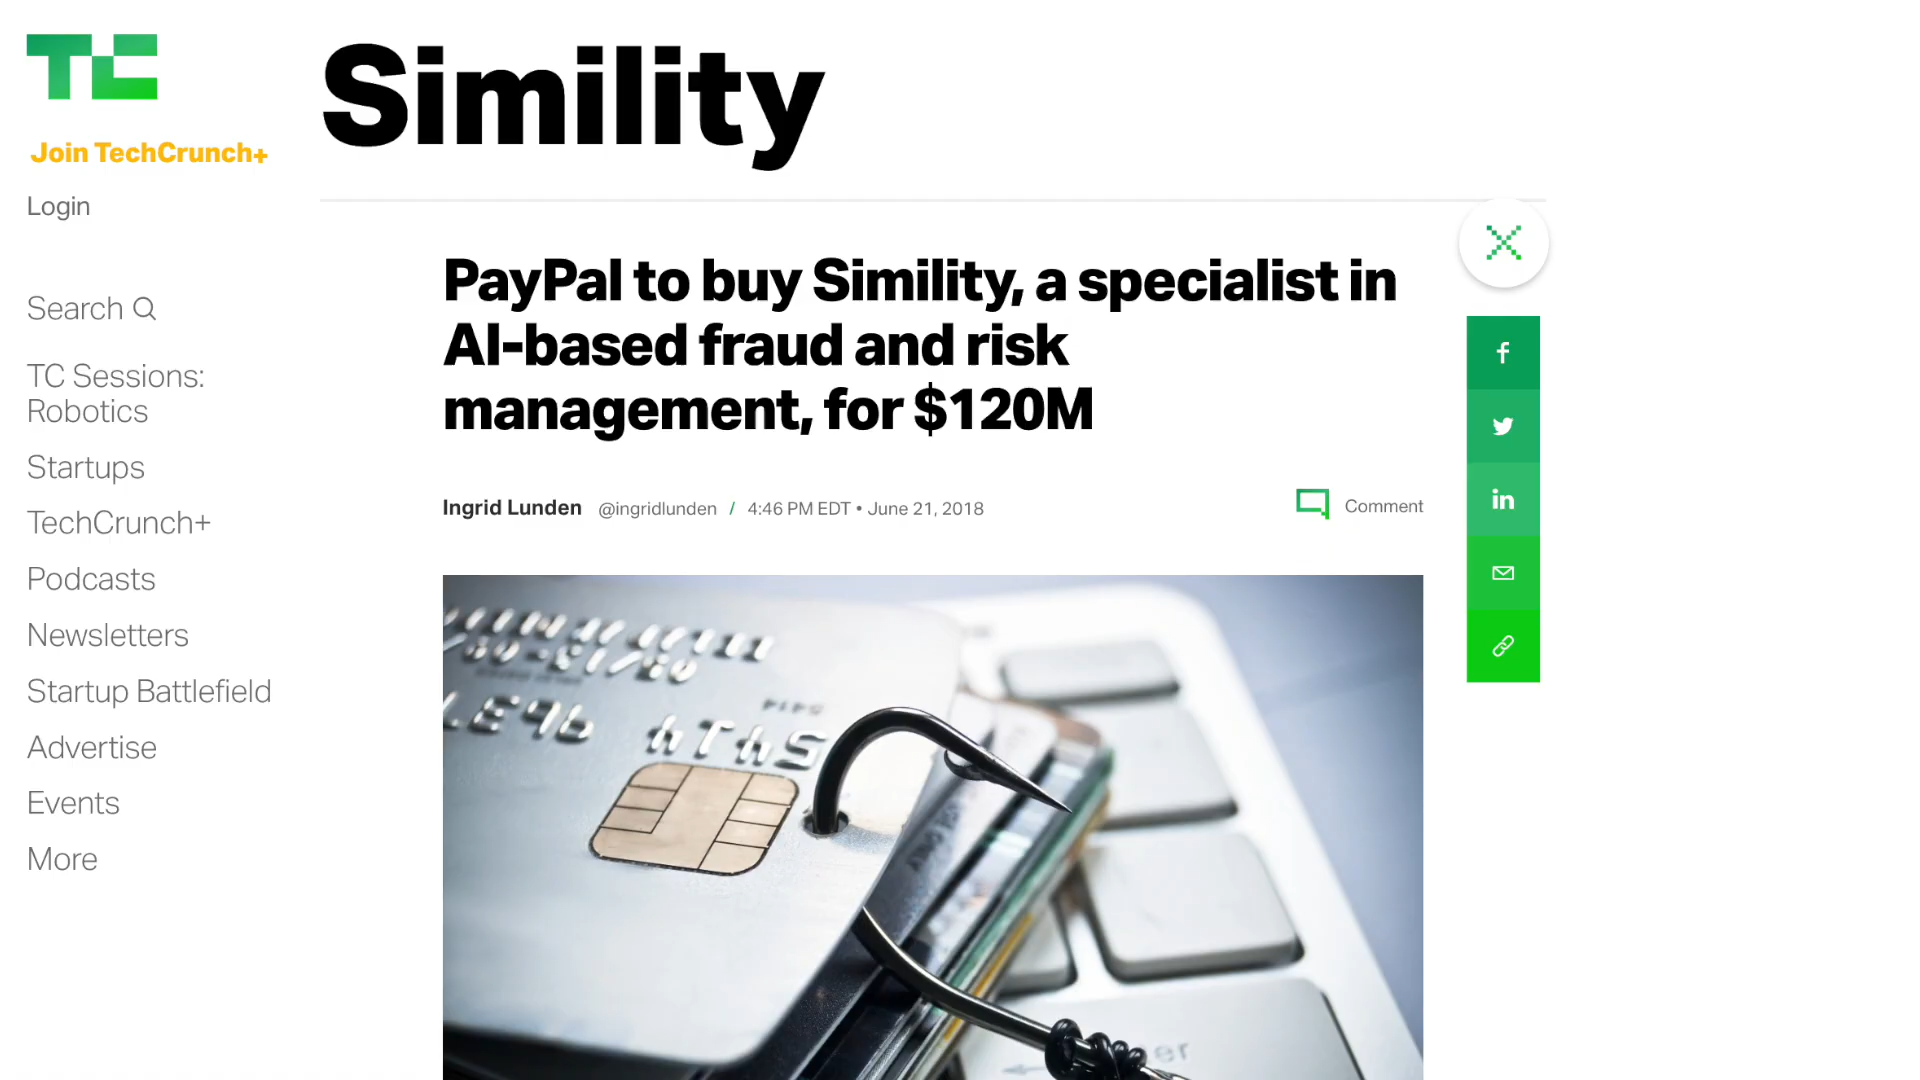 TC
Join TechCrunch+
Login
Search
TC Sessions:
Robotics
Startups
TechCrunch+
Podcasts
Newsletters
Startup Battlefield
Advertise
Events
More
Simility
PayPal to buy Simility, a specialist in
AI-based fraud and risk
management, for $120M
Ingrid Lunden @ingridlunden / 4:46 PM EDT • June 21, 2018
Comment
f
in